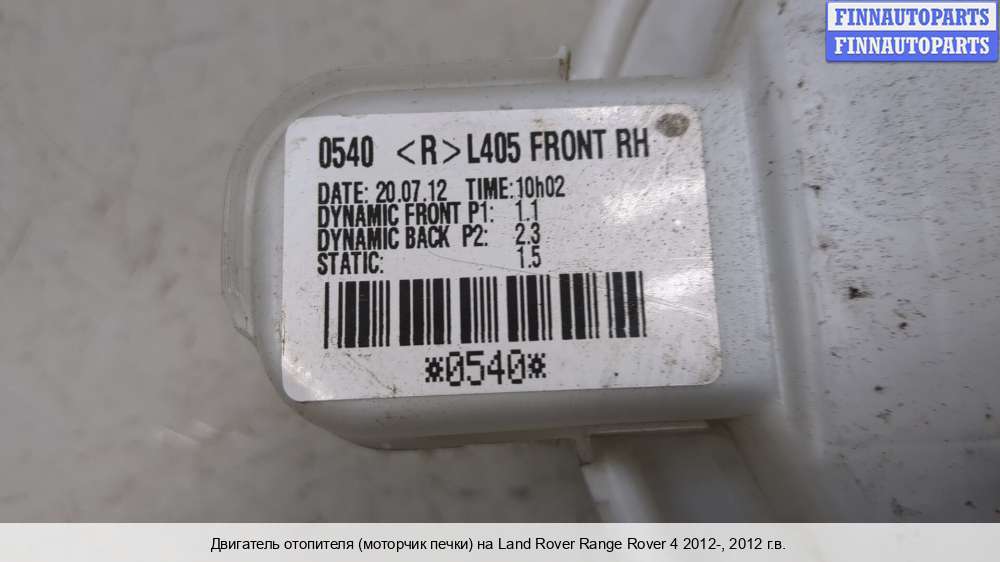 FINNAUTOPARTS
FINNAUTOPARTS
0540 <R> L405 FRONT RH
DATE: 20.07.12 TIME: 10h02
DYNAMIC FRONT P1: 1.1
DYNAMIC BACK P2: 2.3
STATIC: 1.5
*0540*
Двигатель отопителя (моторчик печки) на Land Rover Range Rover 4 2012-, 2012 г.в.